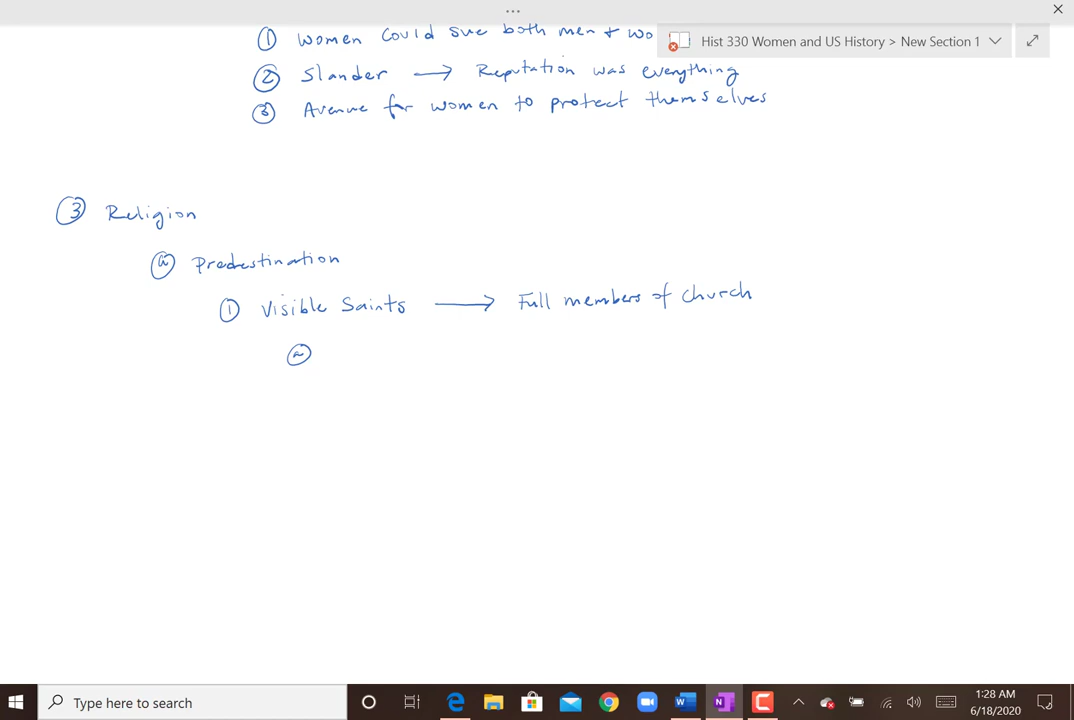 ① Women Could sue both men + wo
Hist 330 Women and US History > New Section 1
② Slander → Reputation was everything
③ Avenue for women to protect themselves
③ Religion
ⓐ Predestination
① Visible Saints → Full members of Church
ⓐ
Type here to search
1:28 AM
6/18/2020